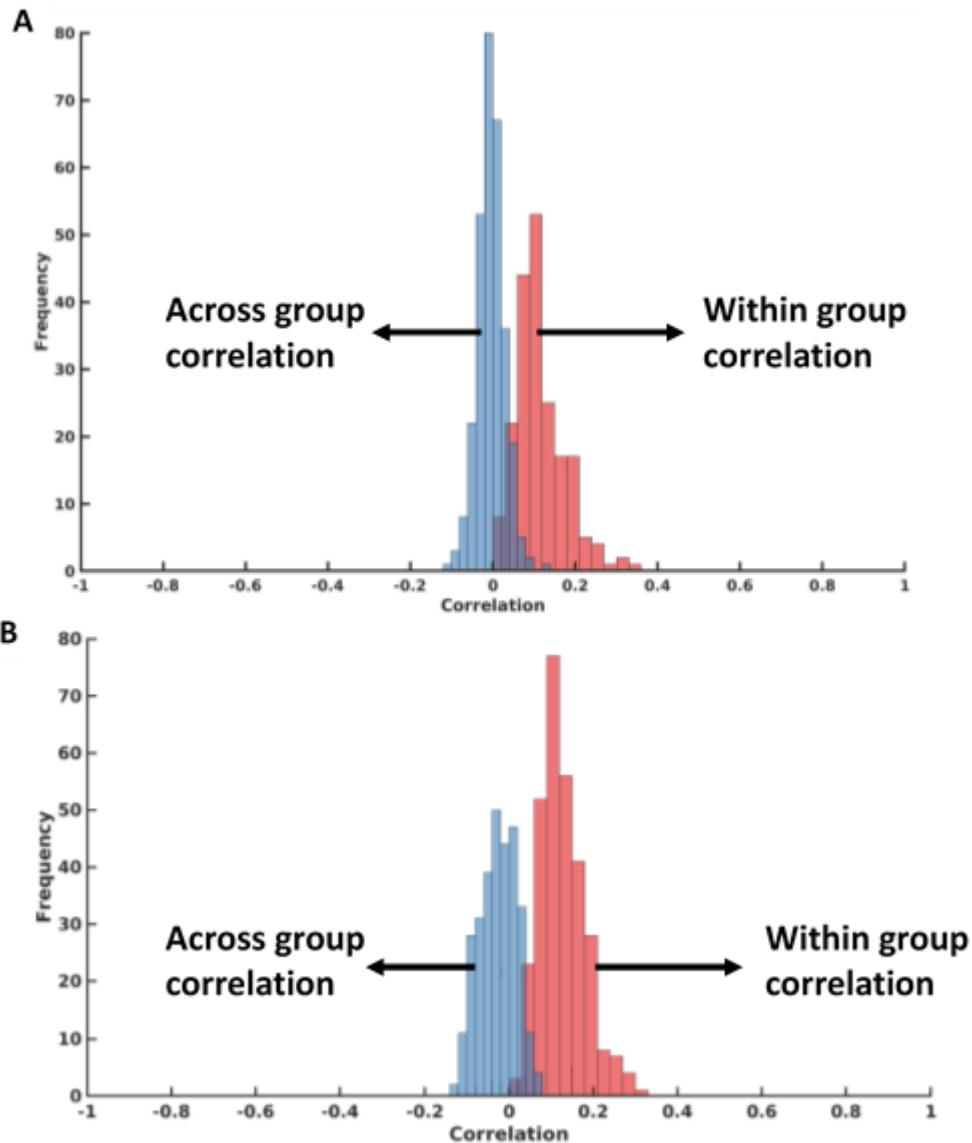 A
80
70
60
50
40
30
20
10
0
Frequency
Across group
correlation
Within group
correlation
-1 -0.8 -0.6 -0.4 -0.2 0 0.2 0.4 0.6 0.8 1
Correlation
B
80
70
60
50
40
30
20
10
0
Frequency
Across group
correlation
Within group
correlation
-1 -0.8 -0.6 -0.4 -0.2 0 0.2 0.4 0.6 0.8 1
Correlation